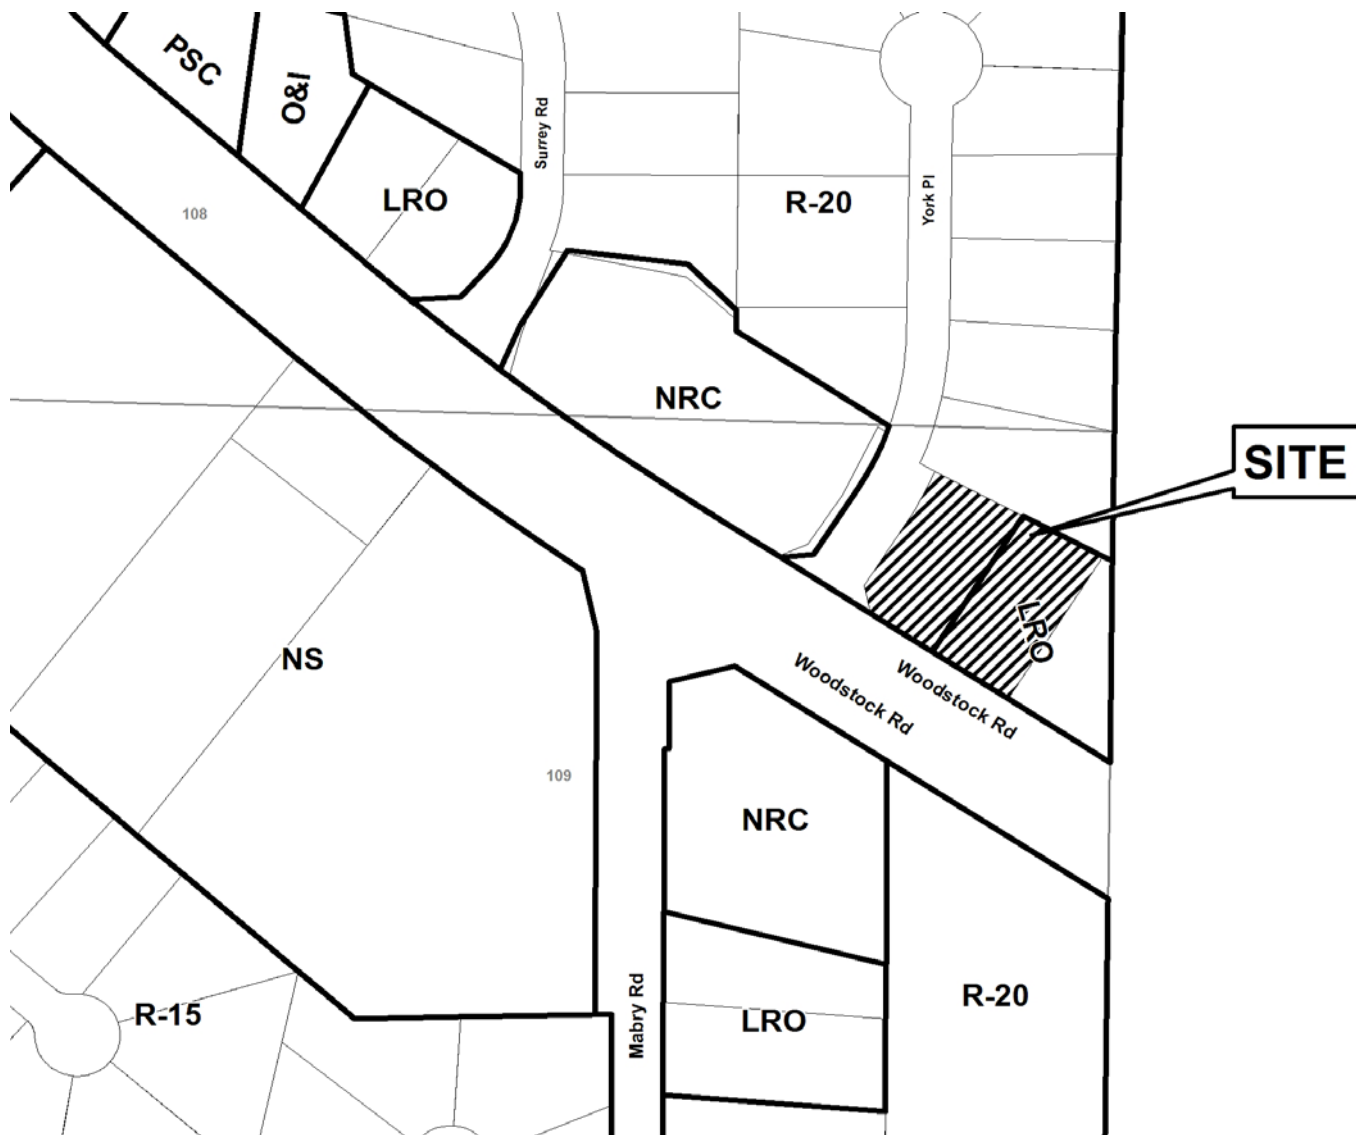 PSC
O&I
Surrey Rd
LRO
R-20
York Pl
108
NRC
SITE
LRO
NS
Woodstock Rd
Woodstock Rd
109
NRC
Mabry Rd
R-15
LRO
R-20